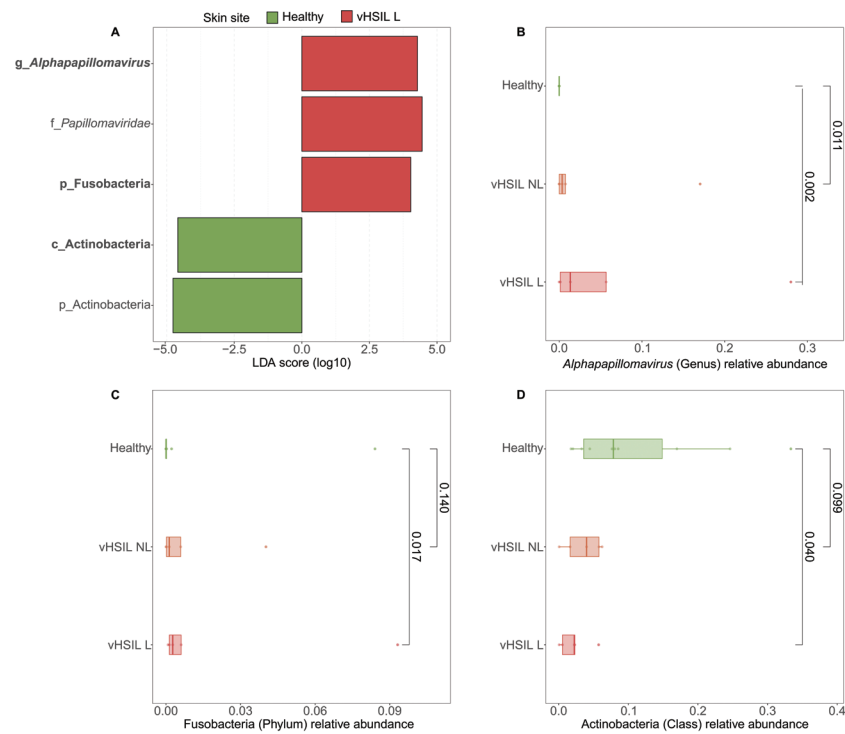 Skin site Healthy vHSIL L
A
g_Alphapapillomavirus
f_Papillomaviridae
p_Fusobacteria
c_Actinobacteria
p_Actinobacteria
−5.0 −2.5 0.0 2.5 5.0
LDA score (log10)
B
Healthy
vHSIL NL
vHSIL L
0.011
0.002
0.0 0.1 0.2 0.3
Alphapapillomavirus (Genus) relative abundance
C
Healthy
vHSIL NL
vHSIL L
0.140
0.017
0.00 0.03 0.06 0.09
Fusobacteria (Phylum) relative abundance
D
Healthy
vHSIL NL
vHSIL L
0.099
0.040
0.0 0.1 0.2 0.3 0.4
Actinobacteria (Class) relative abundance